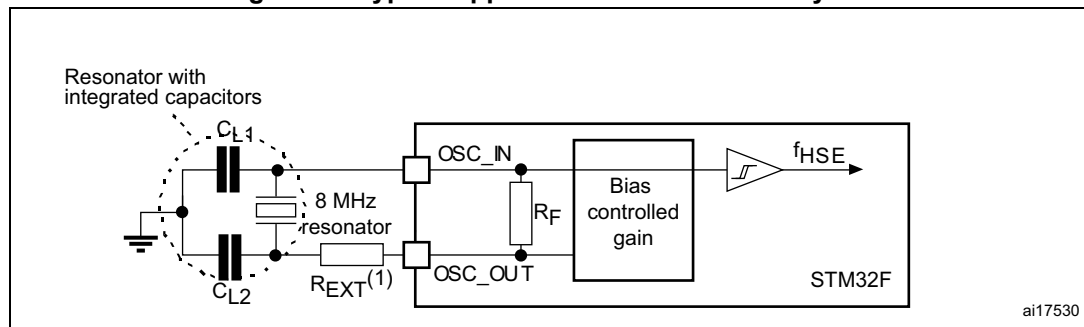 Resonator with
integrated capacitors
CL1
OSC_IN
fHSE
8 MHz
resonator
RF
Bias
controlled
gain
REXT(1)
OSC_OUT
STM32F
CL2
ai17530